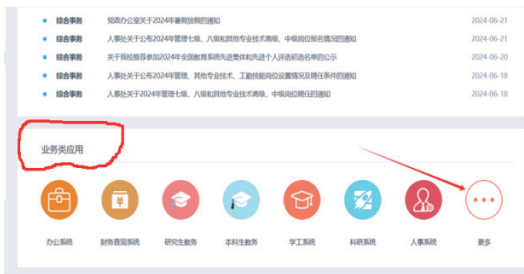 综合事务 党政办公室关于2024年暑假放假的通知 2024-06-21
综合事务 人事处关于公布2024年管理七级、八级和其他专业技术高级、中级岗位报名情况的通知 2024-06-21
综合事务 关于我校推荐参加2024年全国教育系统先进集体和先进个人评选初选名单的公示 2024-06-20
综合事务 人事处关于公布2024年管理、其他专业技术、工勤技能岗位设置情况及聘任条件的通知 2024-06-18
综合事务 人事处关于2024年管理七级、八级和其他专业技术高级、中级岗位聘任的通知 2024-06-18
业务类应用
办公系统 财务查询系统 研究生教务 本科生教务 学工系统 科研系统 人事系统 更多